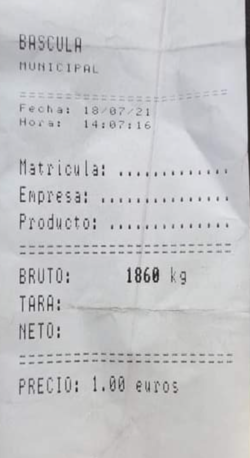 BASCULA
MUNICIPAL
==========================
Fecha: 18/07/21
Hora: 14:07:16
Matricula: .............
Empresa: ..............
Producto: ..............
==========================
BRUTO: 1860 kg
TARA:
NETO:
==========================
PRECIO: 1.00 euros